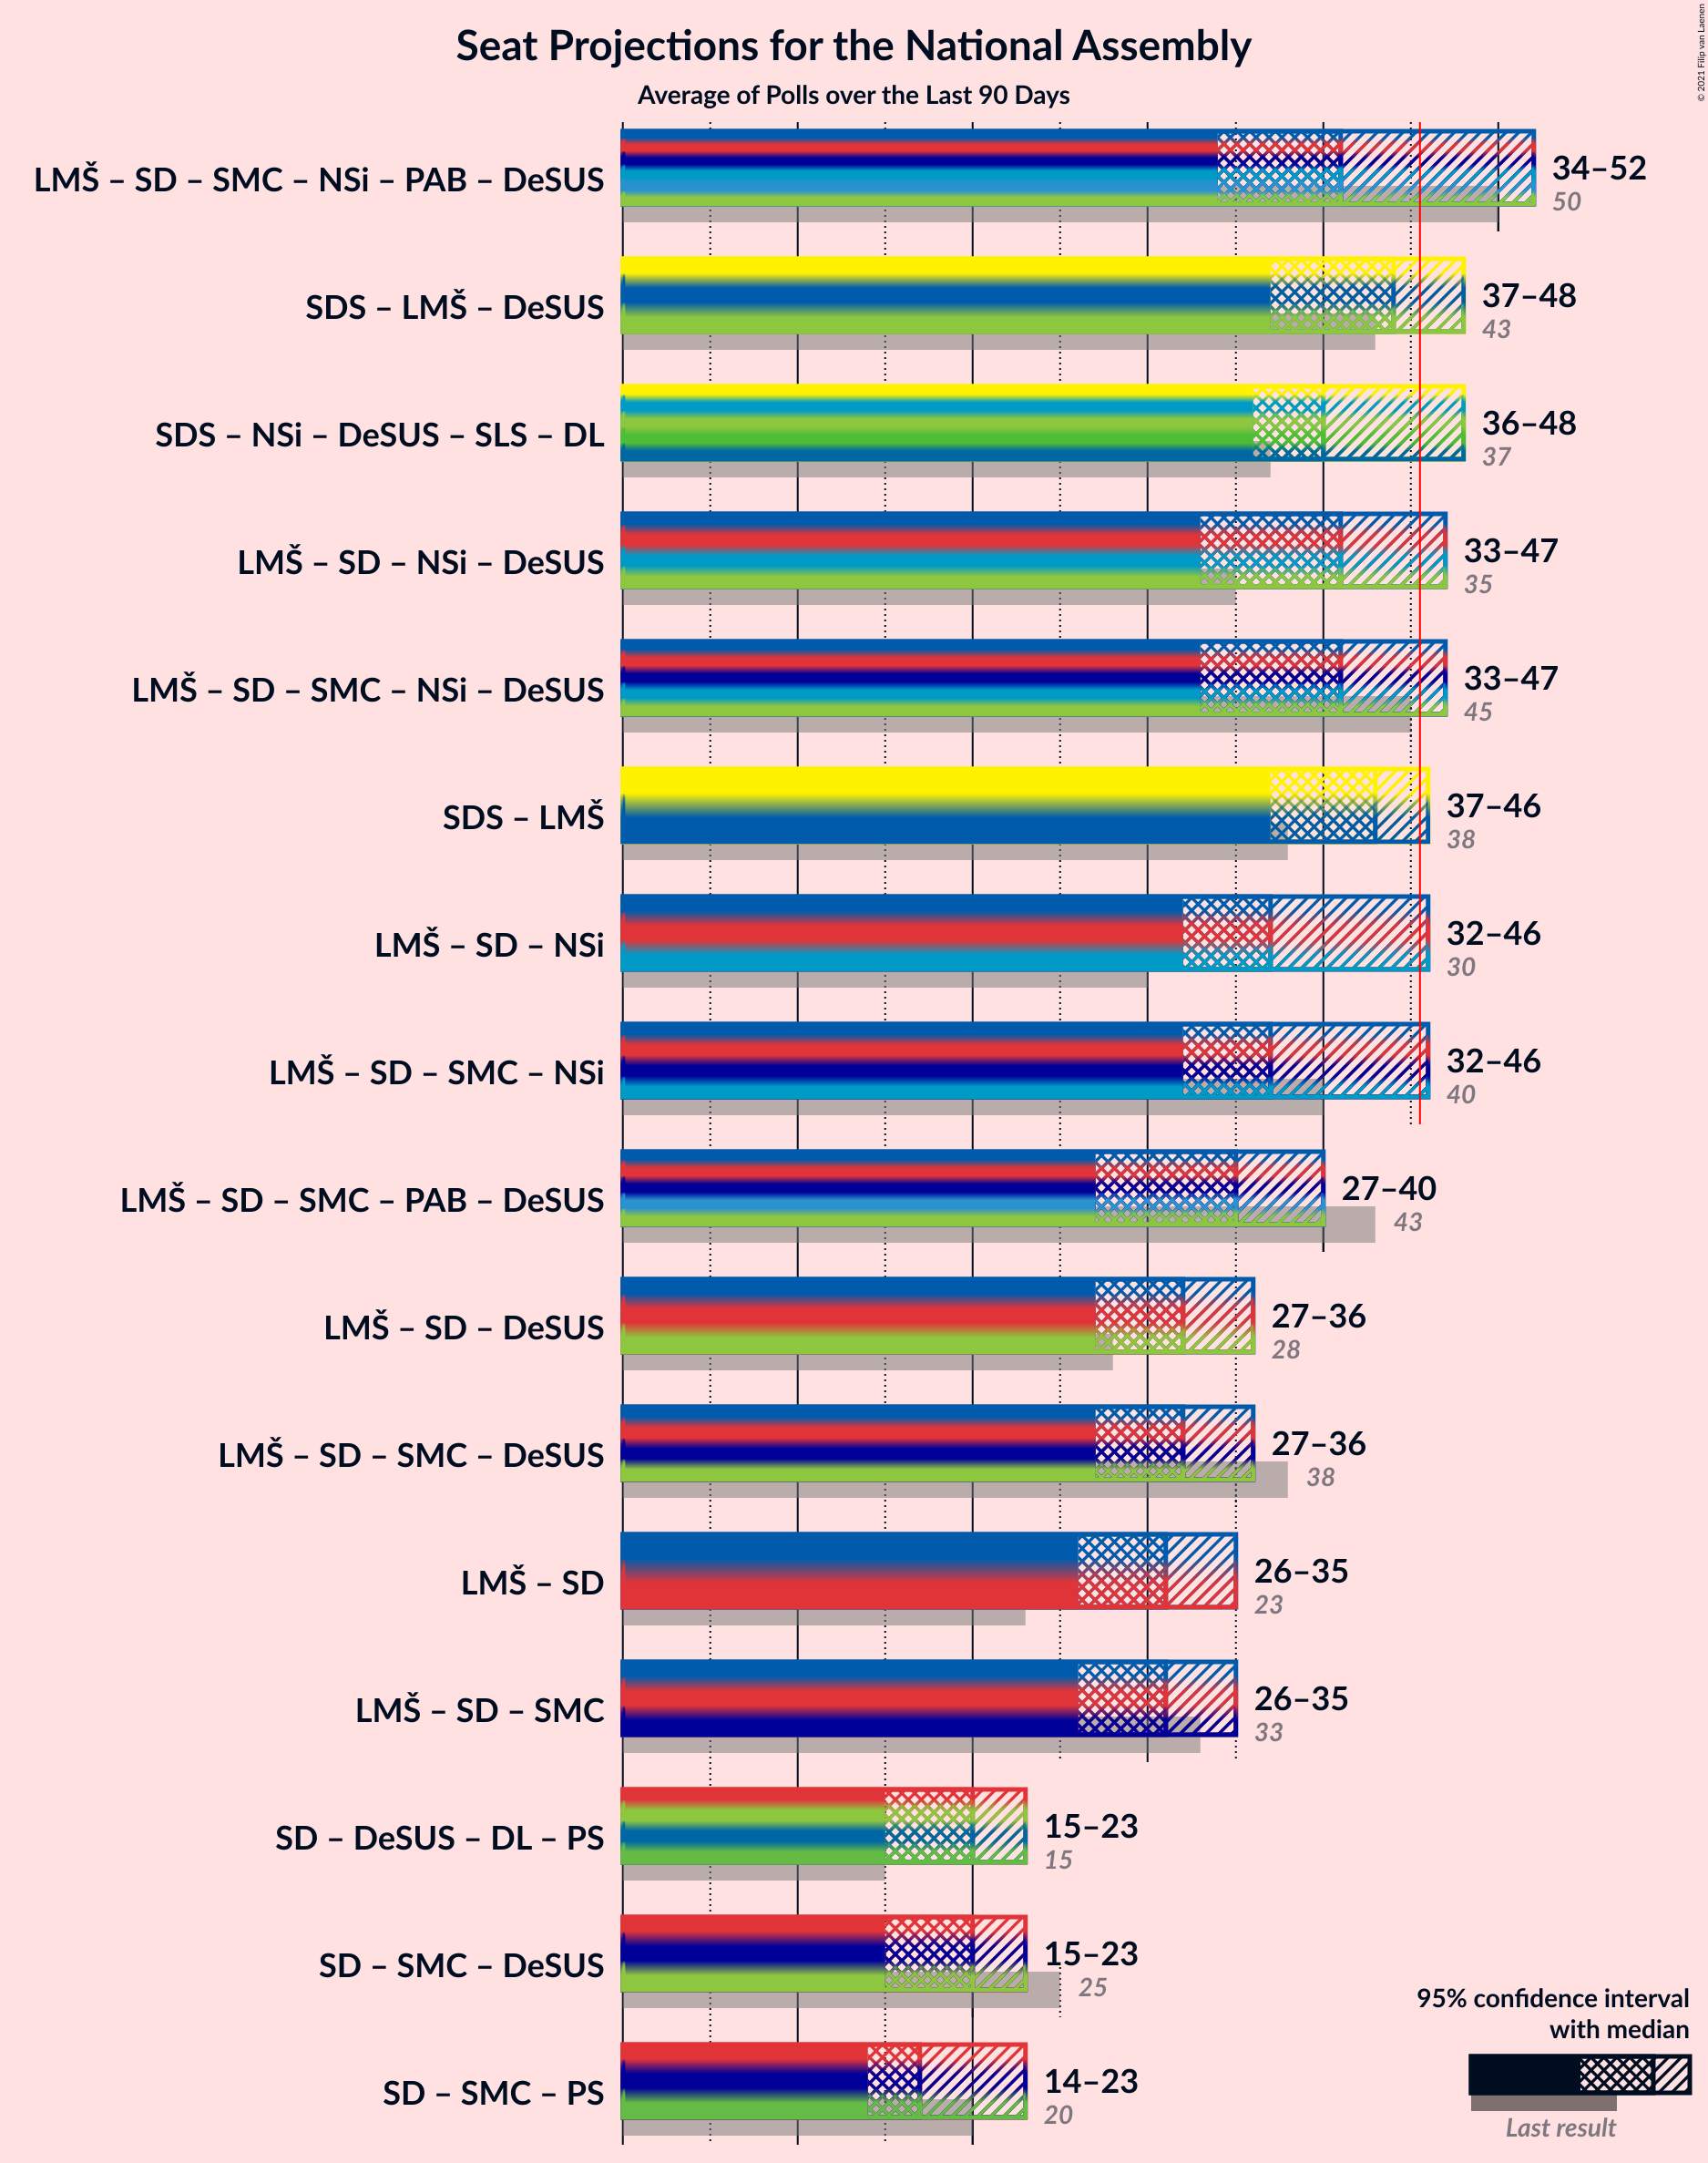 © 2021 Filip van Laenen
Seat Projections for the National Assembly
Average of Polls over the Last 90 Days
LMŠ – SD – SMC – NSi – PAB – DeSUS
34–52
50
SDS – LMŠ – DeSUS
37–48
43
SDS – NSi – DeSUS – SLS – DL
36–48
37
LMŠ – SD – NSi – DeSUS
33–47
35
LMŠ – SD – SMC – NSi – DeSUS
33–47
45
SDS – LMŠ
37–46
38
LMŠ – SD – NSi
32–46
30
LMŠ – SD – SMC – NSi
32–46
40
LMŠ – SD – SMC – PAB – DeSUS
27–40
43
LMŠ – SD – DeSUS
27–36
28
LMŠ – SD – SMC – DeSUS
27–36
38
LMŠ – SD
26–35
23
LMŠ – SD – SMC
26–35
33
SD – DeSUS – DL – PS
15–23
15
SD – SMC – DeSUS
15–23
25
SD – SMC – PS
14–23
20
95% confidence interval
with median
Last result